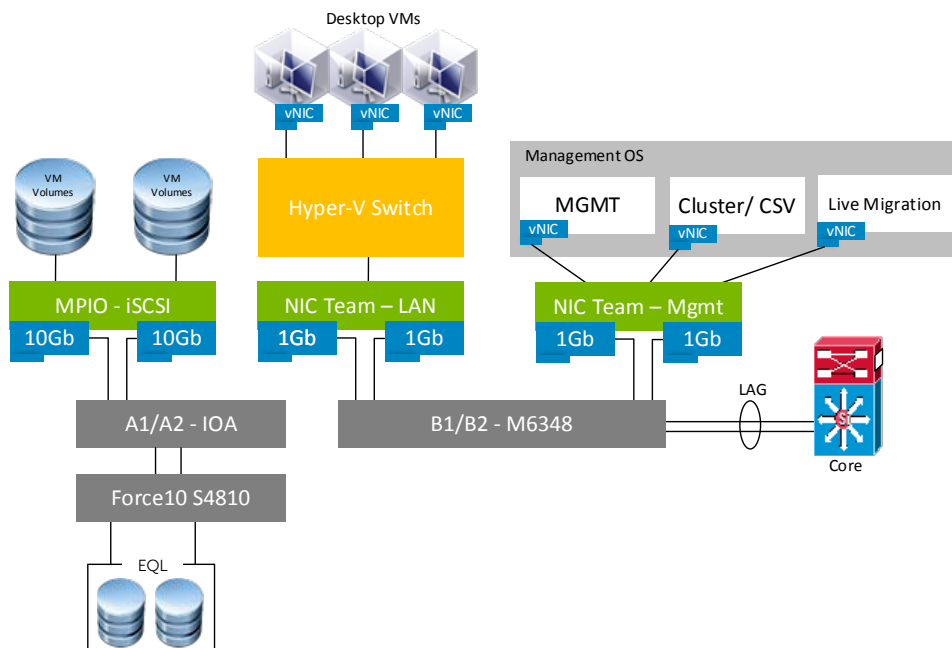 Desktop VMs
vNIC
vNIC
vNIC
VM
Volumes
VM
Volumes
Hyper-V Switch
Management OS
MGMT
Cluster/ CSV
Live Migration
vNIC
vNIC
vNIC
MPIO - iSCSI
10Gb
10Gb
NIC Team – LAN
1Gb
1Gb
NIC Team – Mgmt
1Gb
1Gb
A1/A2 - IOA
B1/B2 - M6348
LAG
Si
Core
Force10 S4810
EQL